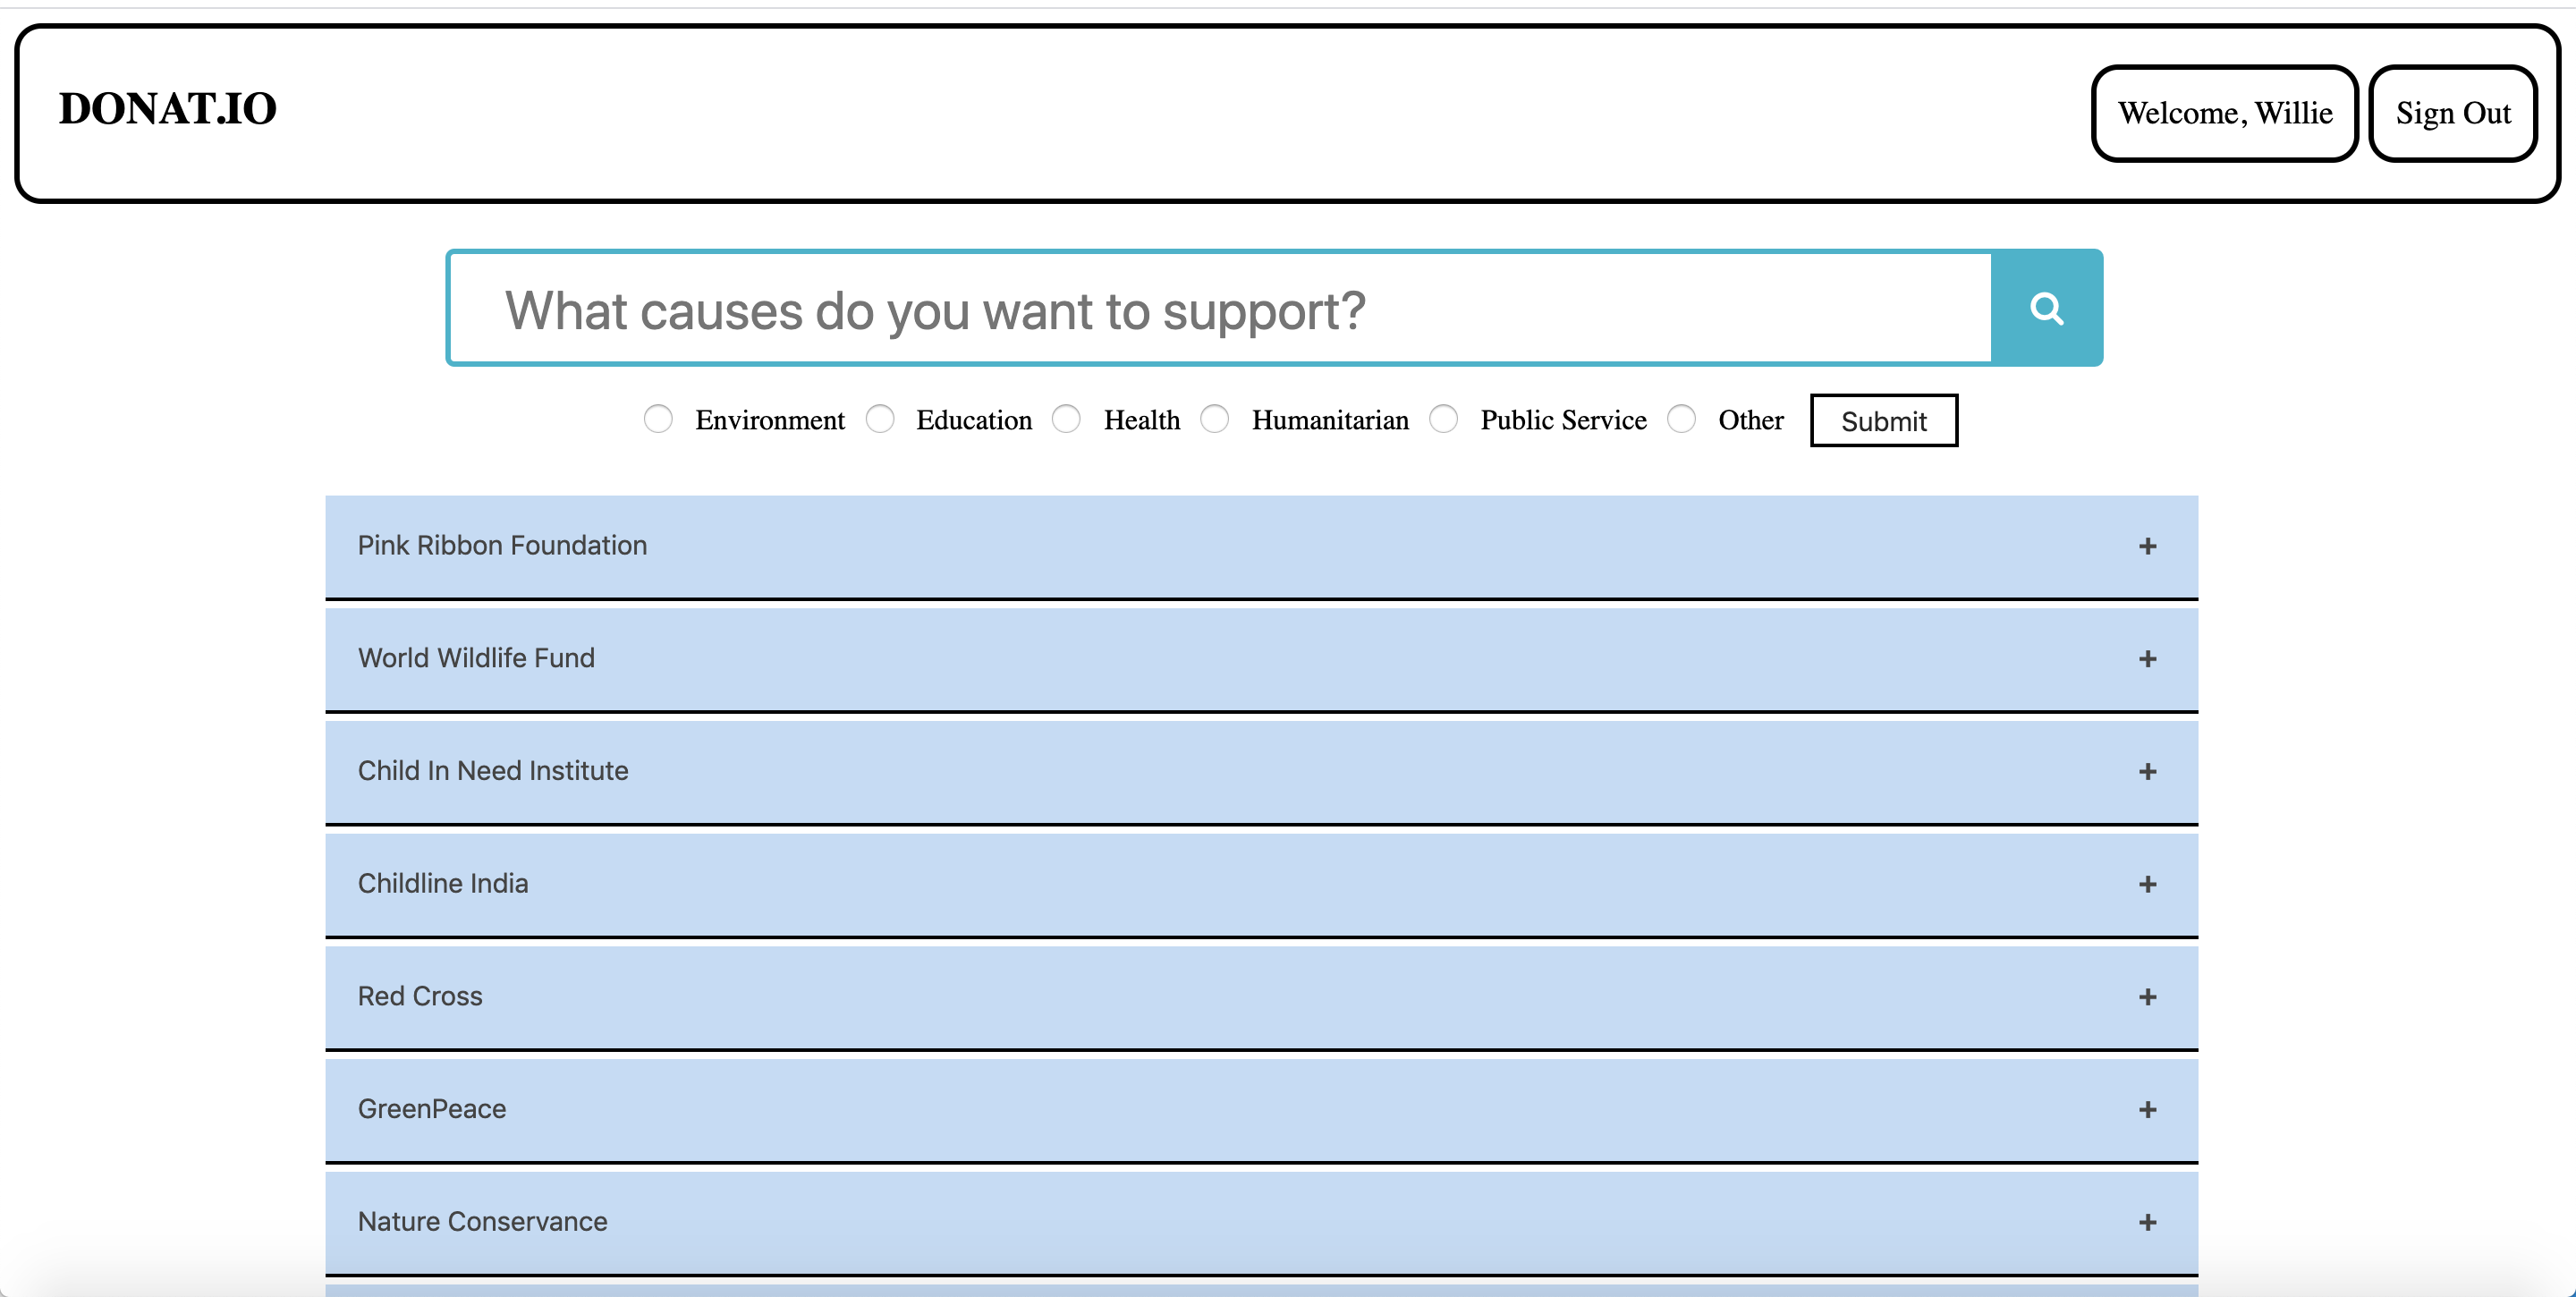 DONAT.IO
Welcome, Willie Sign Out
What causes do you want to support?
Environment Education Health Humanitarian Public Service Other Submit
Pink Ribbon Foundation +
World Wildlife Fund +
Child In Need Institute +
Childline India +
Red Cross +
GreenPeace +
Nature Conservance +